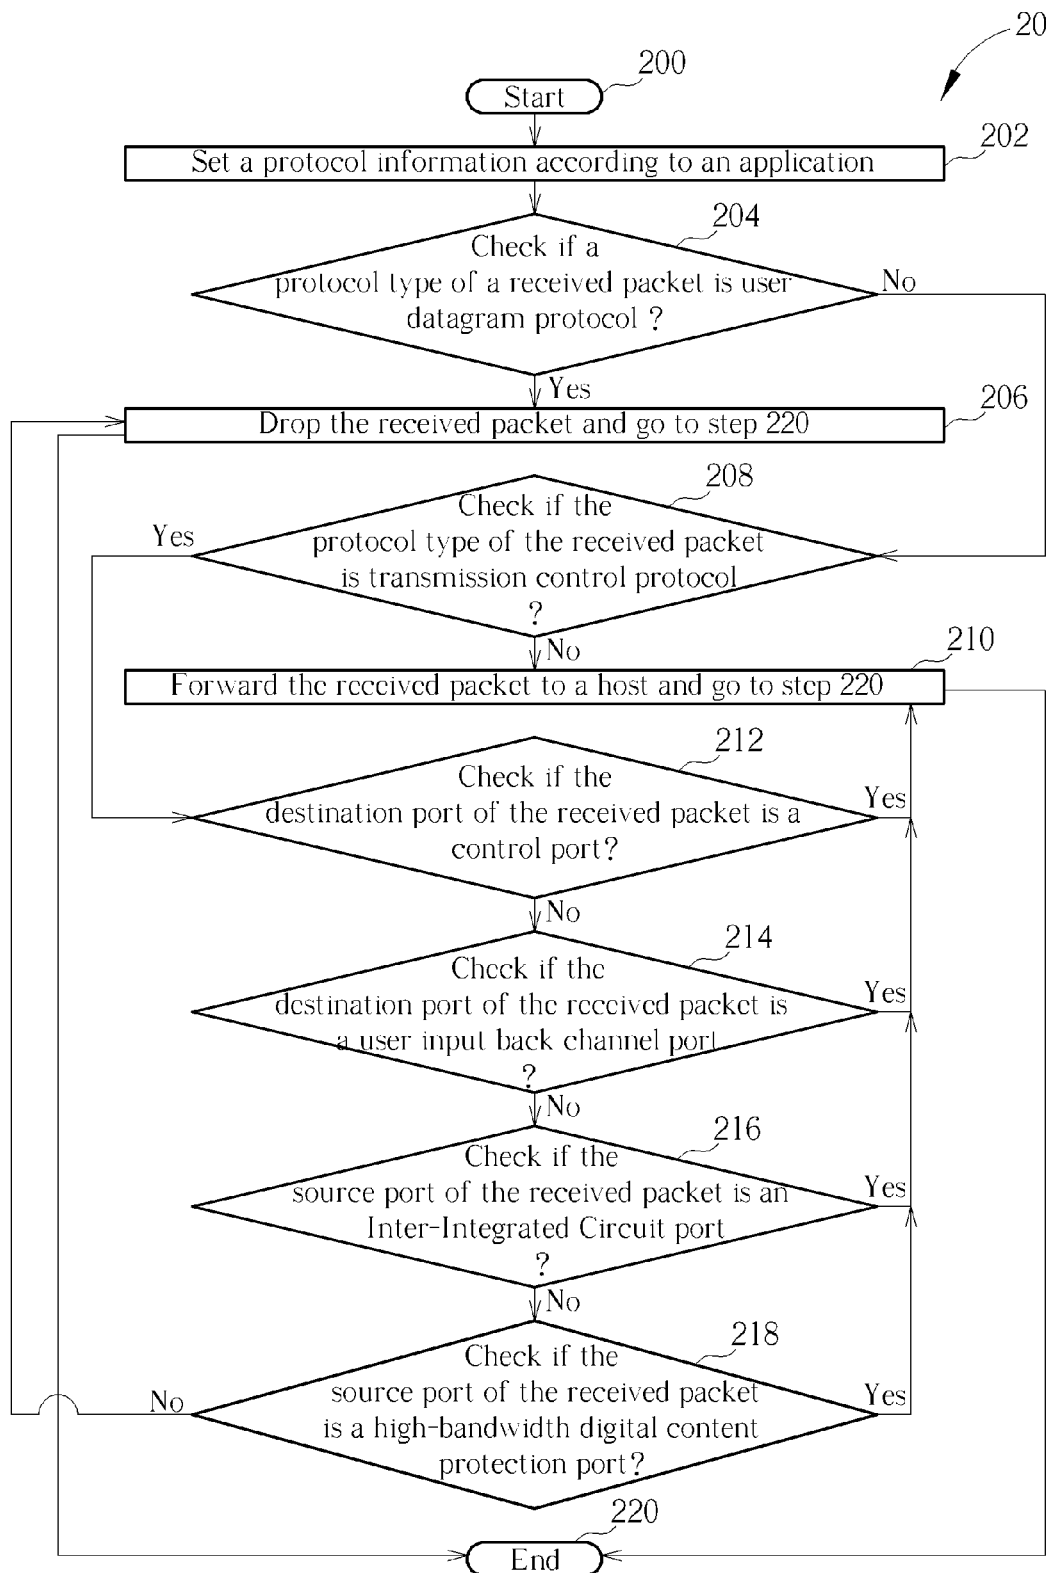 20
200
Start
202
Set a protocol information according to an application
204
Check if a
protocol type of a received packet is user
datagram protocol ?
No
Yes
206
Drop the received packet and go to step 220
208
Check if the
protocol type of the received packet
is transmission control protocol
?
Yes
No
210
Forward the received packet to a host and go to step 220
212
Check if the
destination port of the received packet is a
control port?
Yes
No
214
Check if the
destination port of the received packet is
a user input back channel port
?
Yes
No
216
Check if the
source port of the received packet is an
Inter-Integrated Circuit port
?
Yes
No
218
Check if the
source port of the received packet
is a high-bandwidth digital content
protection port?
No
Yes
220
End